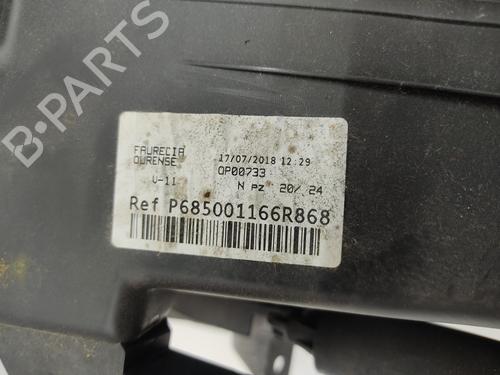 B-PARTS
FAURECIA
OURENSE
17/07/2018 12:29
V-11
OP00733
N pz 20/ 24
Ref P685001166R868